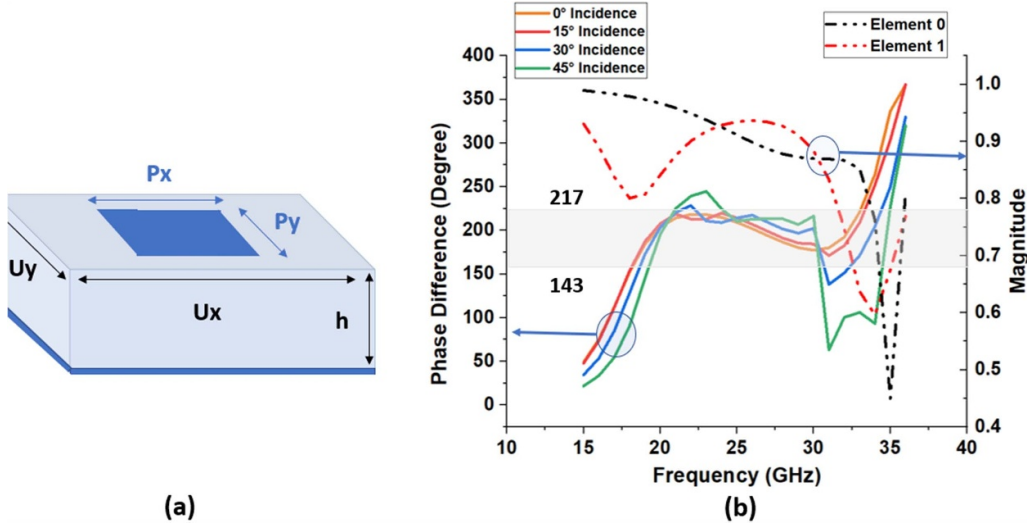 Px
Py
Uy
Ux
h
(a)
0° Incidence
15° Incidence
30° Incidence
45° Incidence
Element 0
Element 1
Phase Difference (Degree)
400
350
300
250
200
150
100
50
0
217
143
1.0
0.9
0.8
0.7
0.6
0.5
0.4
Magnitude
10
15
20
25
30
35
40
Frequency (GHz)
(b)